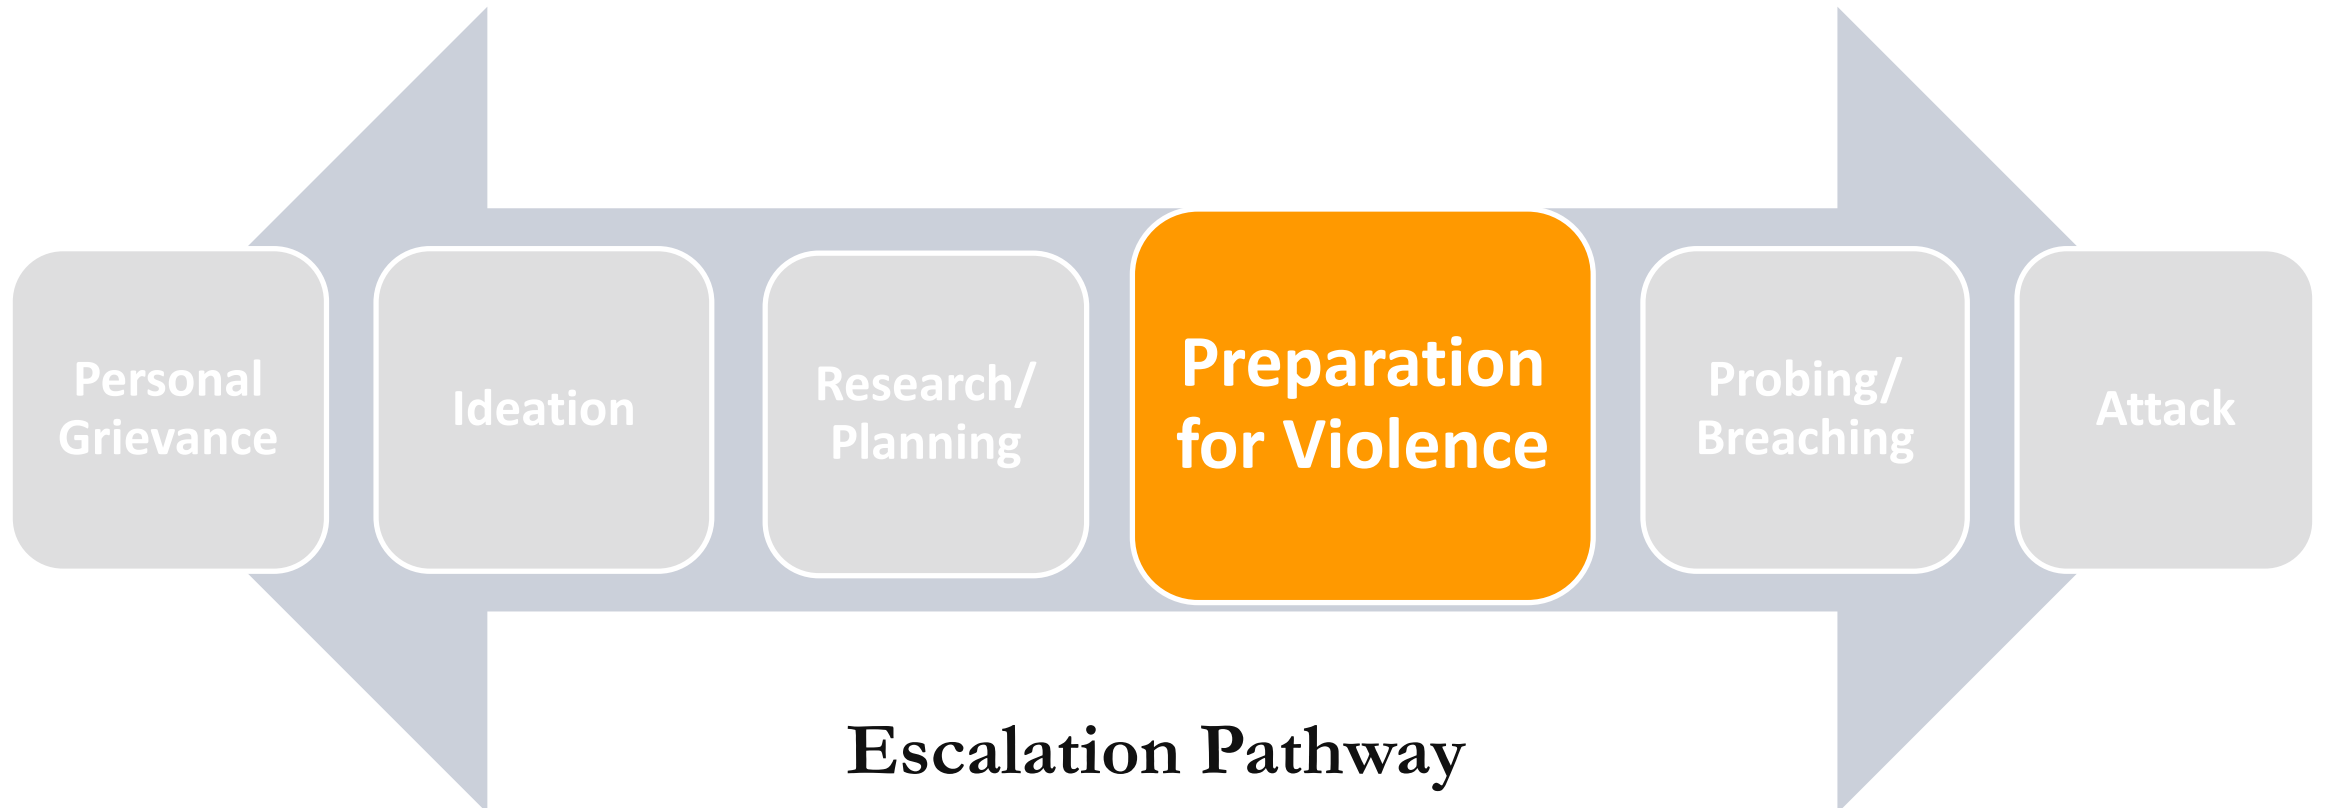 Personal
Grievance
Ideation
Research/
Planning
Preparation
for Violence
Probing/
Breaching
Attack
Escalation Pathway